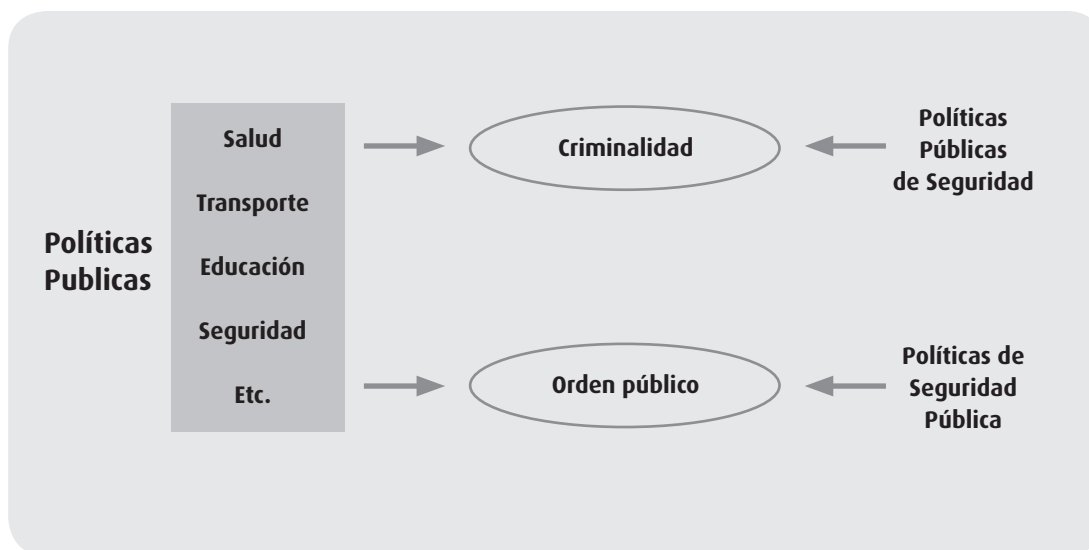 Políticas
Publicas
Salud
Transporte
Educación
Seguridad
Etc.
Criminalidad
Orden público
Políticas
Públicas
de Seguridad
Políticas de
Seguridad
Pública